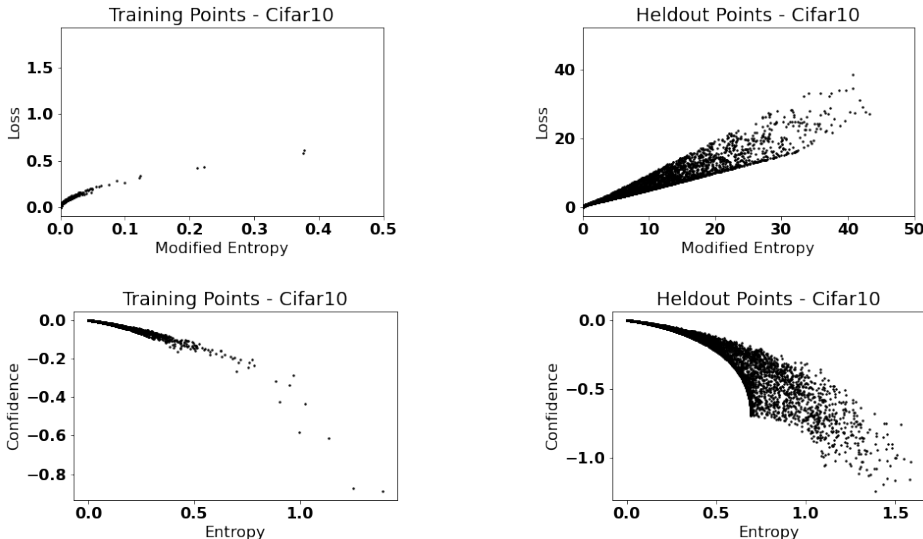 Training Points - Cifar10
1.5
1.0
0.5
0.0
Loss
0.0 0.1 0.2 0.3 0.4 0.5
Modified Entropy
Heldout Points - Cifar10
40
20
0
Loss
0 10 20 30 40 50
Modified Entropy
Training Points - Cifar10
0.0
−0.2
−0.4
−0.6
−0.8
Confidence
0.0 0.5 1.0
Entropy
Heldout Points - Cifar10
0.0
−0.5
−1.0
Confidence
0.0 0.5 1.0 1.5
Entropy